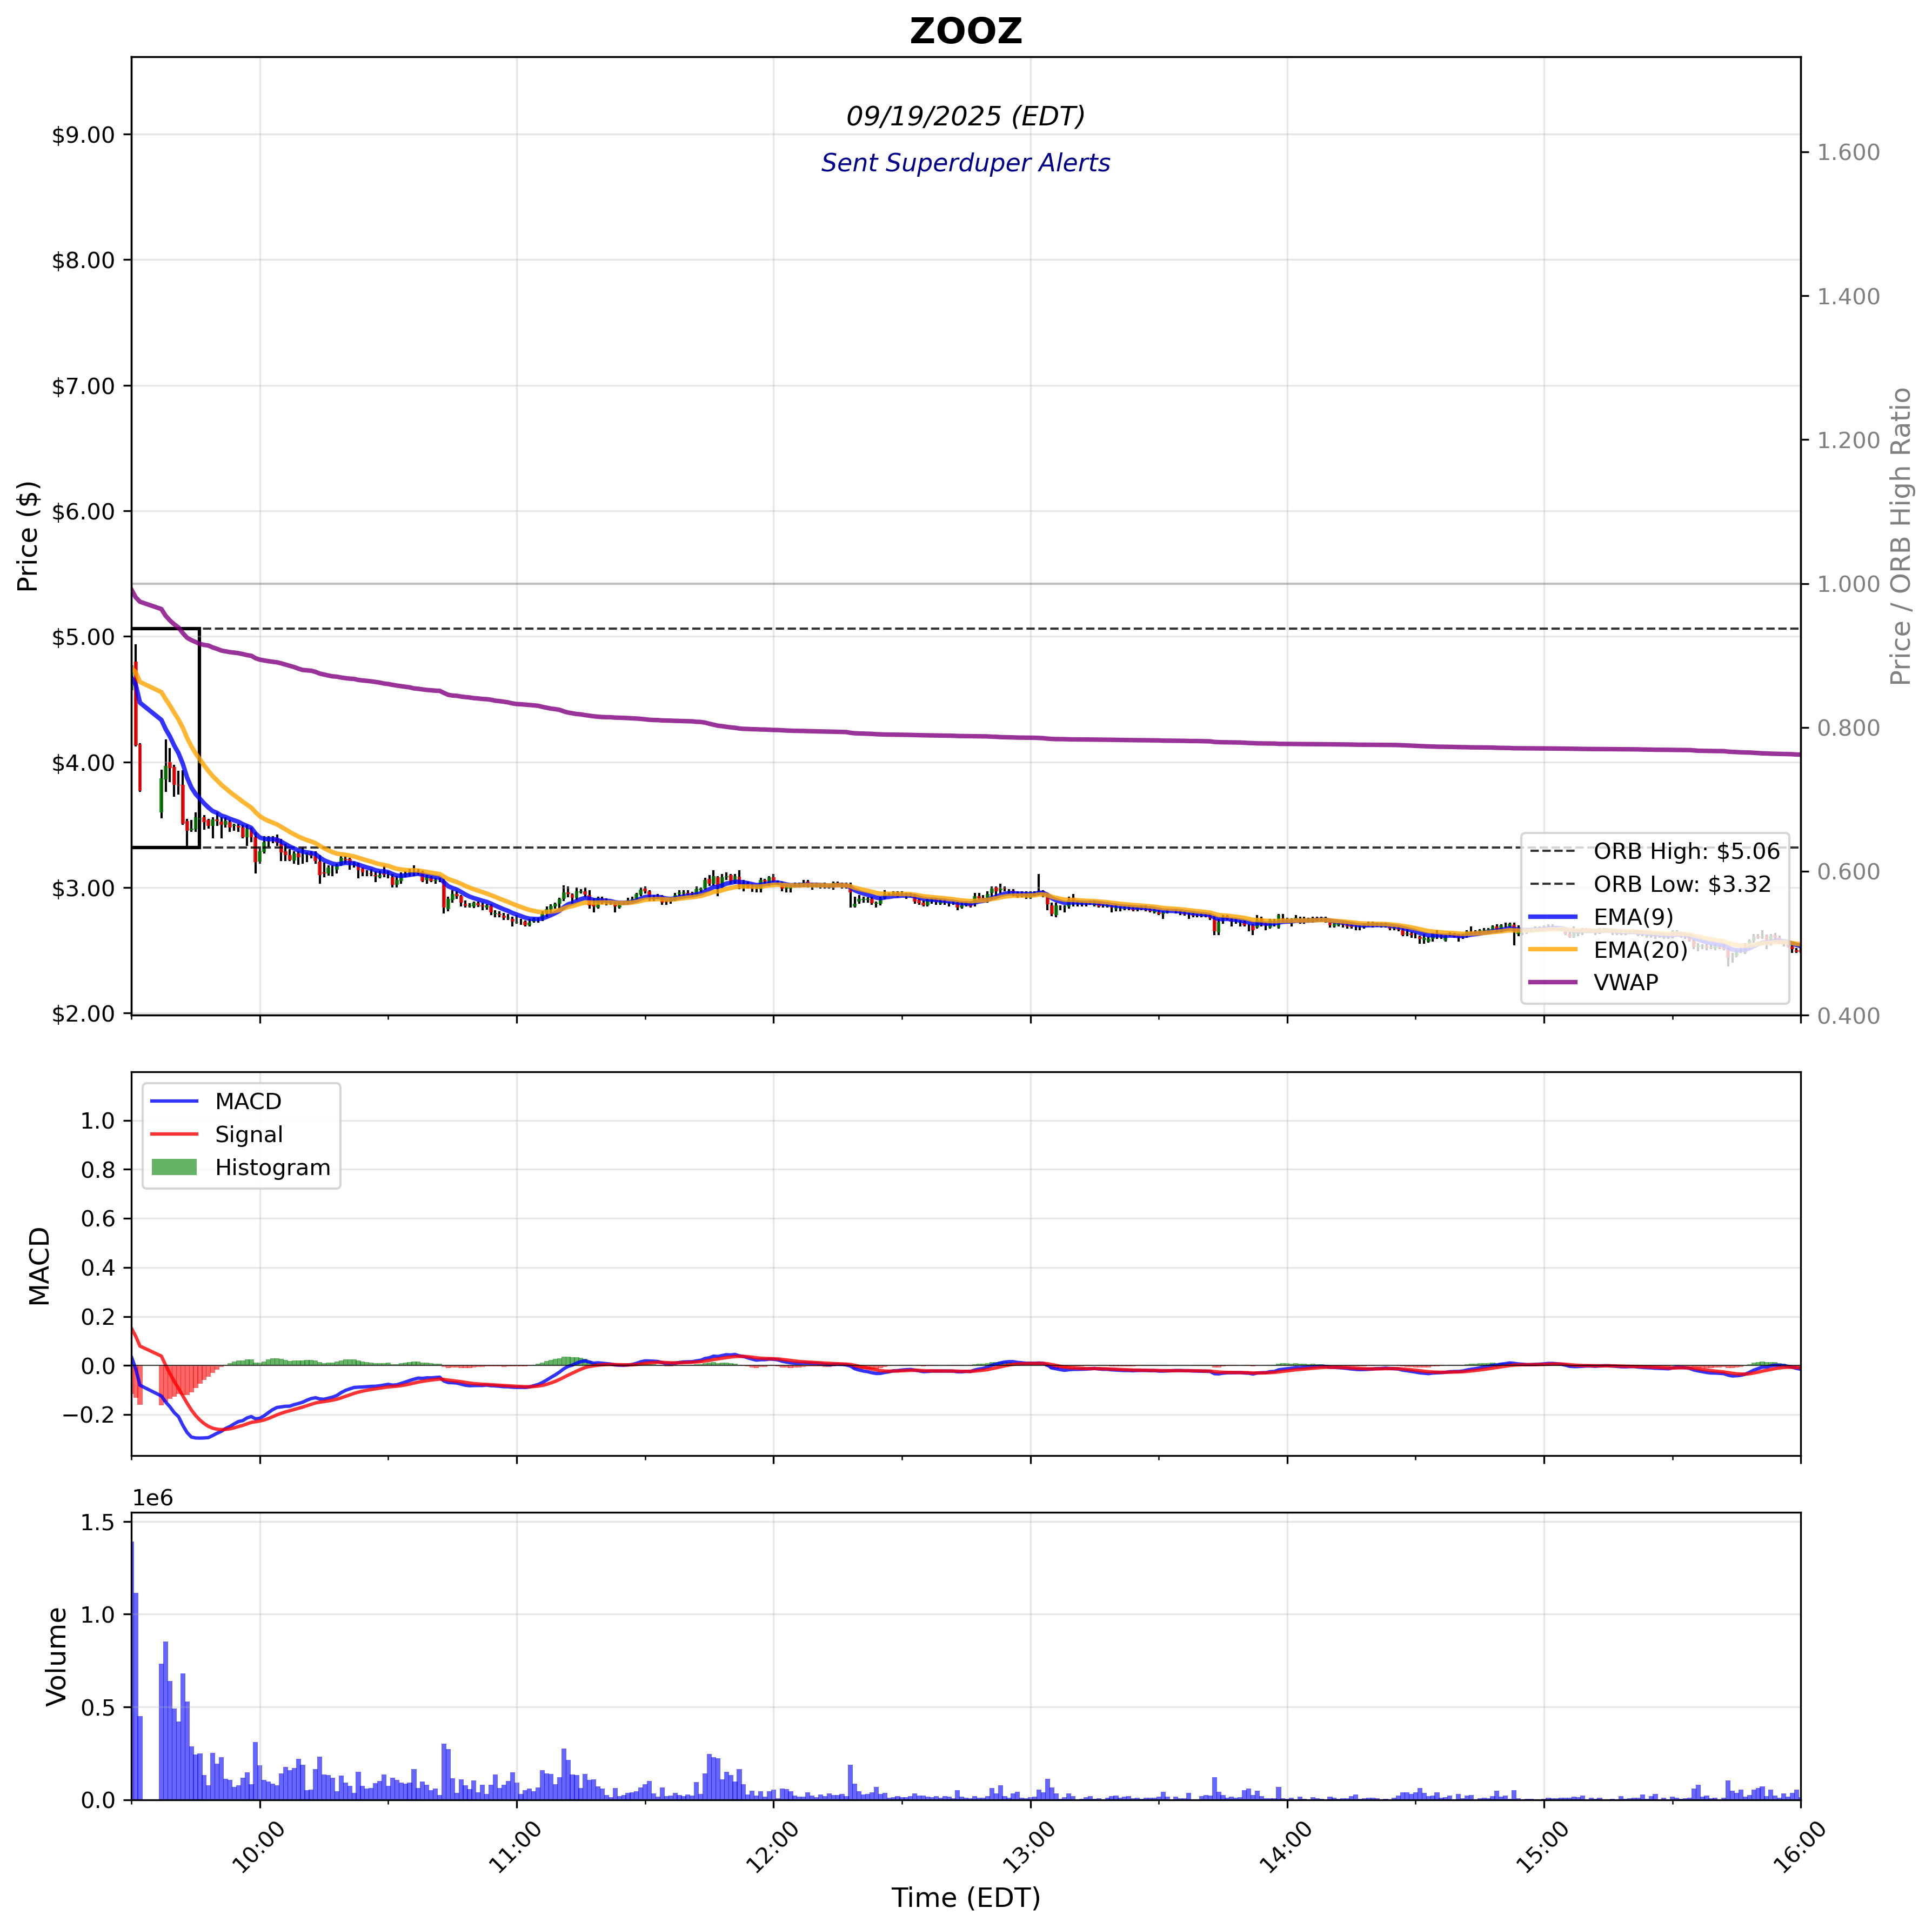 ZOOZ
09/19/2025 (EDT)
Sent Superduper Alerts
Price ($)
$9.00
$8.00
$7.00
$6.00
$5.00
$4.00
$3.00
$2.00
1.600
1.400
1.200
1.000
0.800
0.600
0.400
Price / ORB High Ratio
ORB High: $5.06
ORB Low: $3.32
EMA(9)
EMA(20)
VWAP
MACD
1.0
0.8
0.6
0.4
0.2
0.0
−0.2
MACD
Signal
Histogram
1e6
Volume
1.5
1.0
0.5
0.0
10:00
11:00
12:00
13:00
14:00
15:00
16:00
Time (EDT)